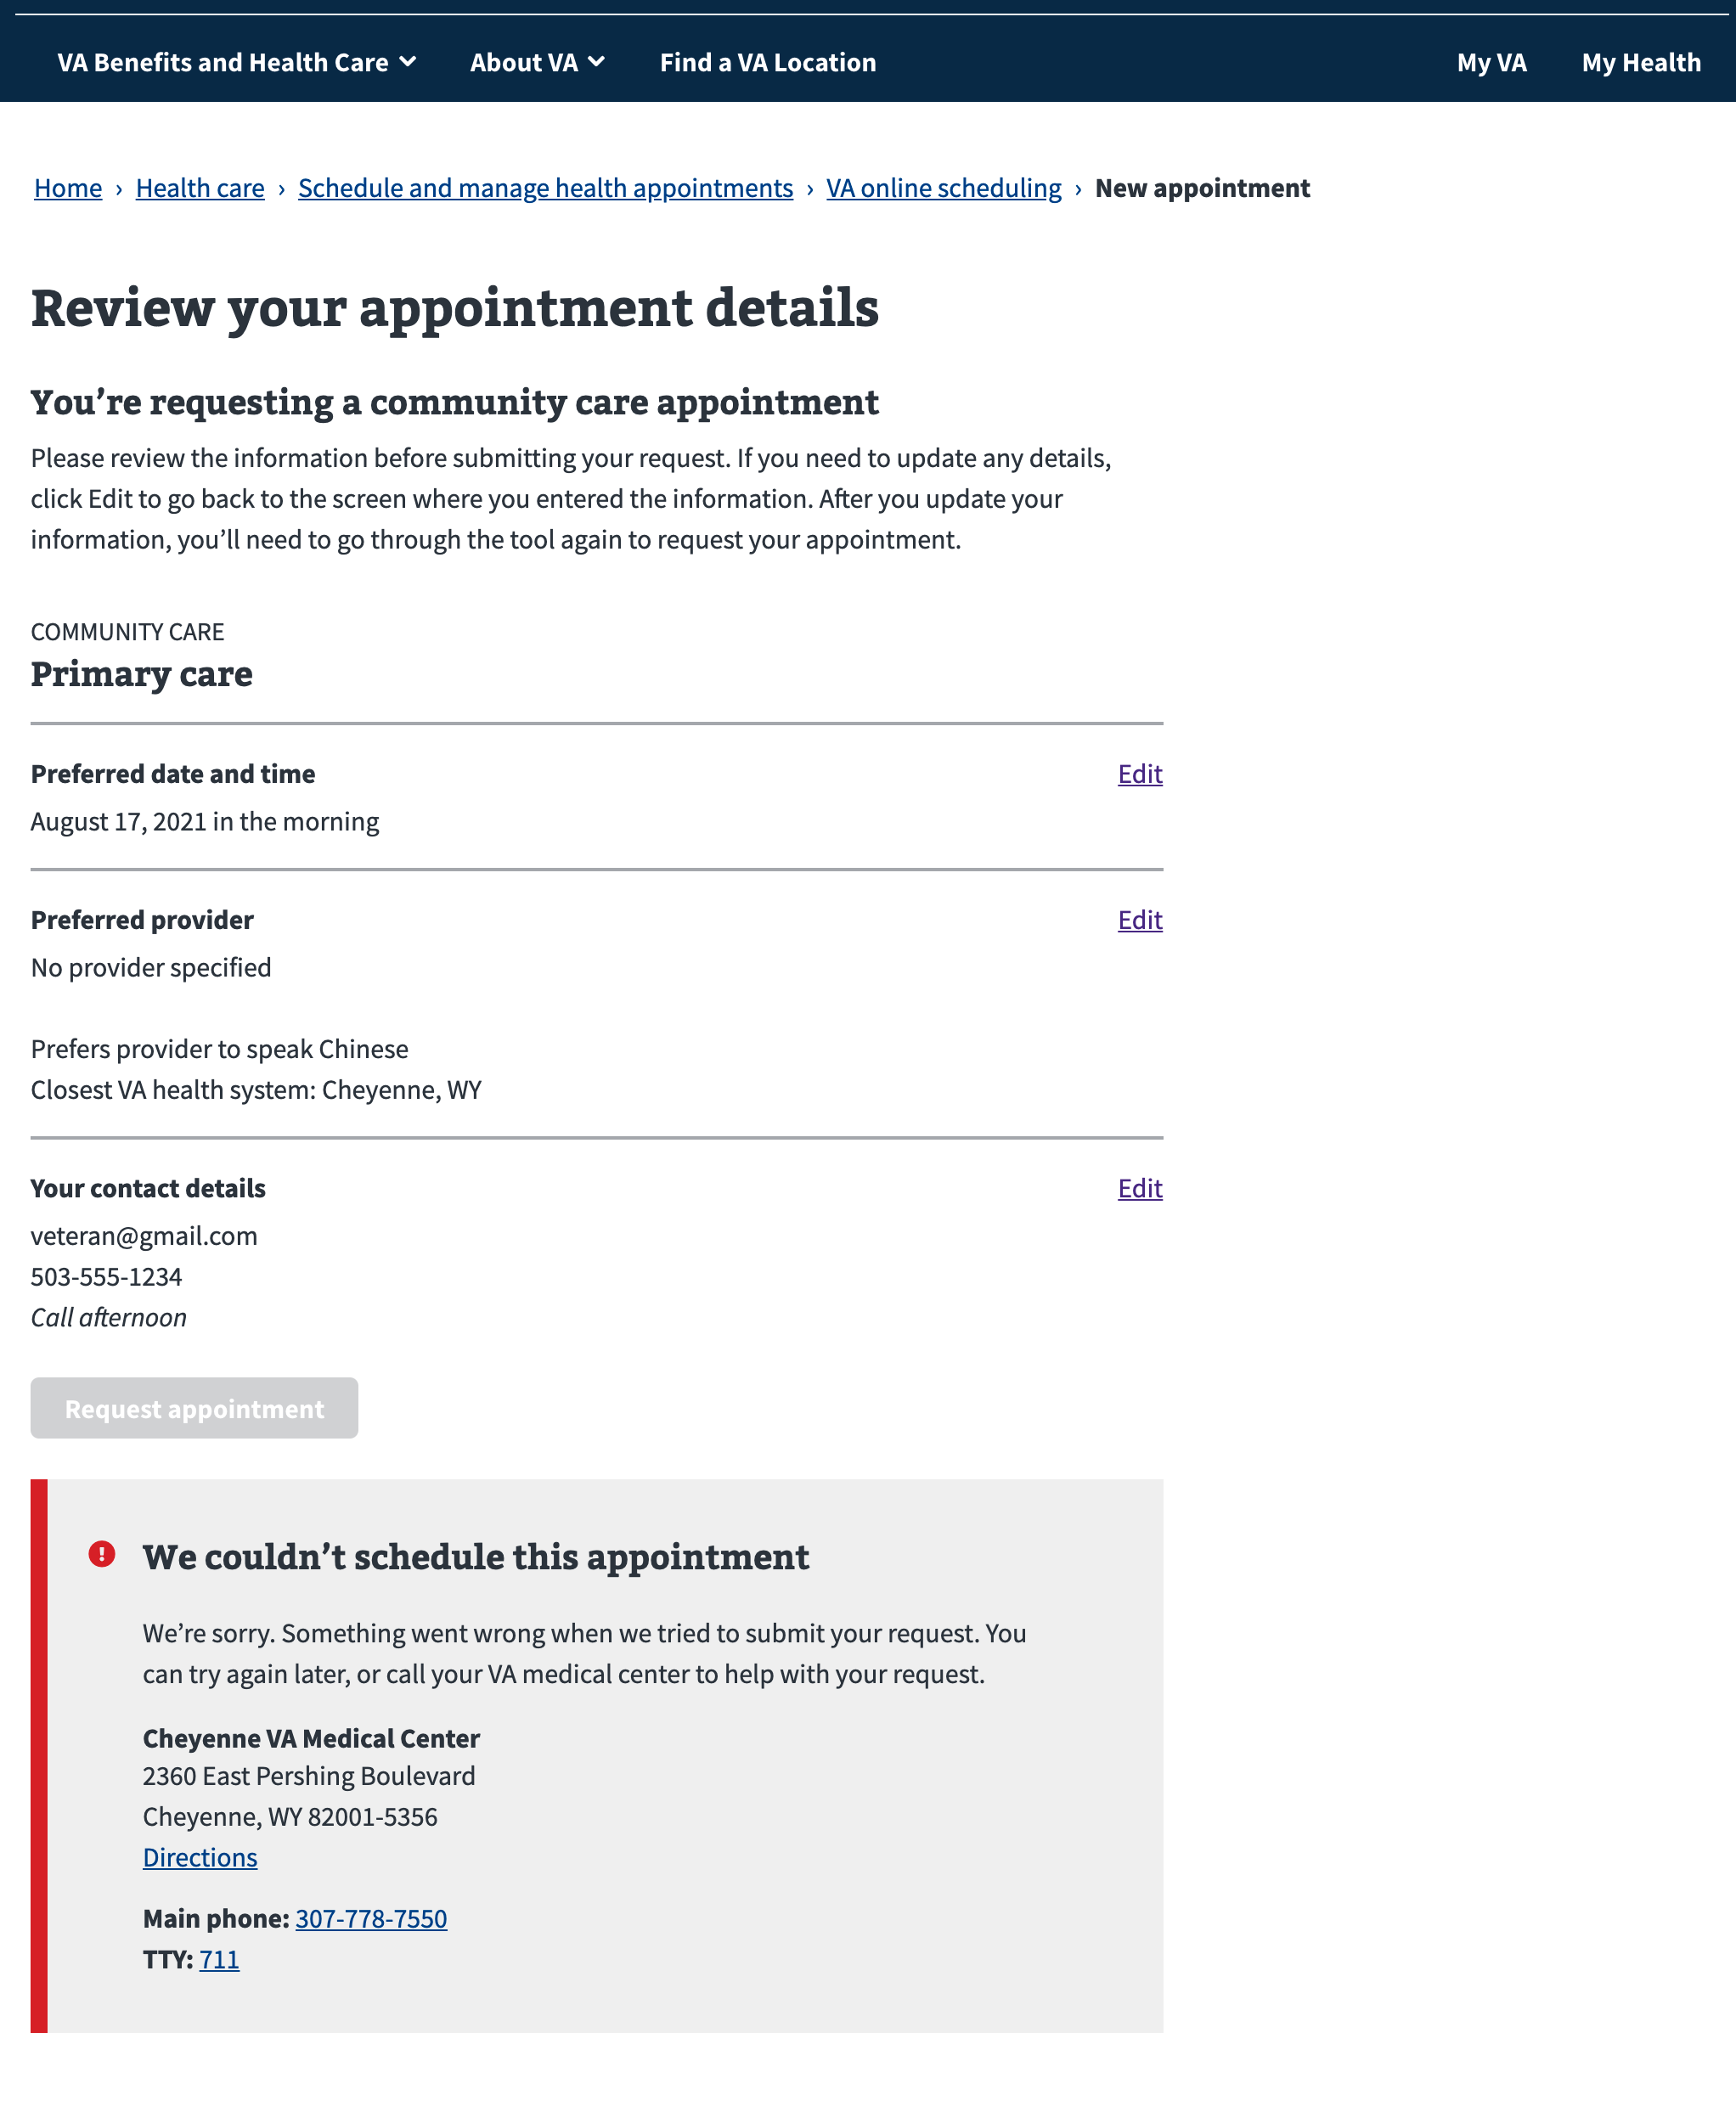 VA Benefits and Health Care About VA Find a VA Location My VA My Health
Home › Health care › Schedule and manage health appointments › VA online scheduling › New appointment
Review your appointment details
You’re requesting a community care appointment
Please review the information before submitting your request. If you need to update any details,
click Edit to go back to the screen where you entered the information. After you update your
information, you’ll need to go through the tool again to request your appointment.
COMMUNITY CARE
Primary care
Preferred date and time Edit
August 17, 2021 in the morning
Preferred provider Edit
No provider specified
Prefers provider to speak Chinese
Closest VA health system: Cheyenne, WY
Your contact details Edit
veteran@gmail.com
503-555-1234
Call afternoon
Request appointment
We couldn’t schedule this appointment
We’re sorry. Something went wrong when we tried to submit your request. You
can try again later, or call your VA medical center to help with your request.
Cheyenne VA Medical Center
2360 East Pershing Boulevard
Cheyenne, WY 82001-5356
Directions
Main phone: 307-778-7550
TTY: 711